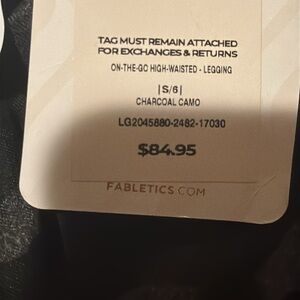 TAG MUST REMAIN ATTACHED
FOR EXCHANGES & RETURNS
ON-THE-GO HIGH-WAISTED - LEGGING
|S/6|
CHARCOAL CAMO
LG2045880-2482-17030
$84.95
FABLETICS.COM